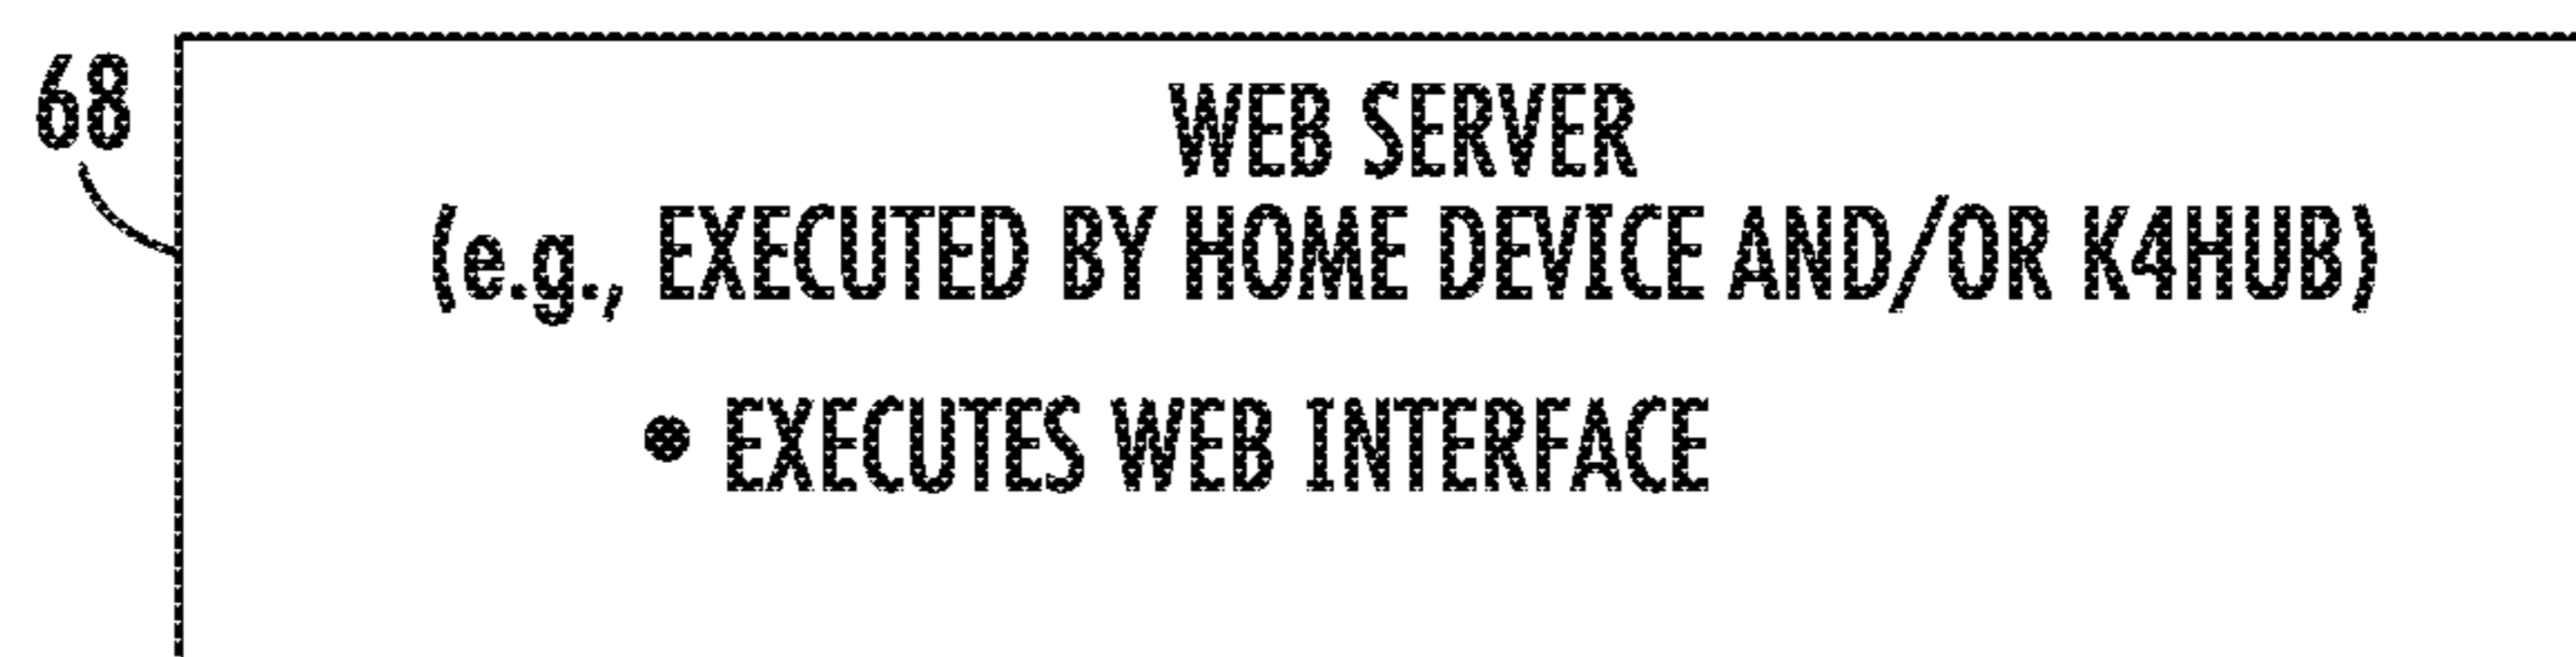 68
WEB SERVER
(e.g., EXECUTED BY HOME DEVICE AND/OR K4HUB)
• EXECUTES WEB INTERFACE